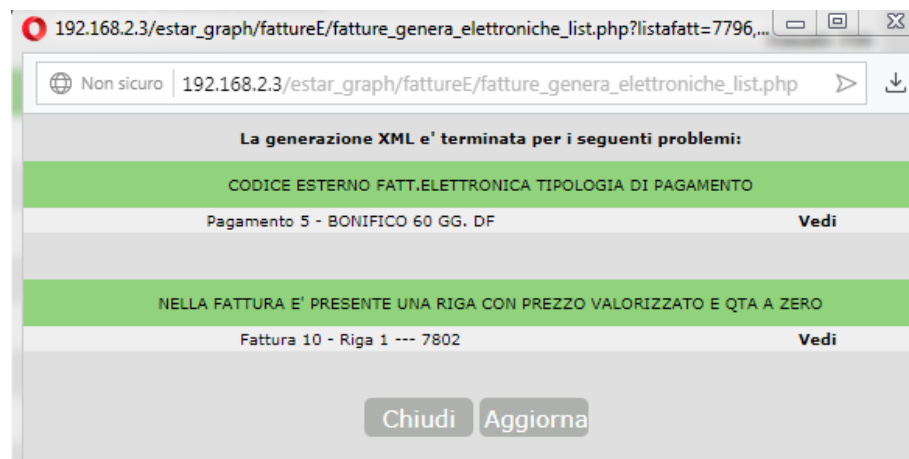 192.168.2.3/estar_graph/fattureE/fatture_genera_elettroniche_list.php?listafatt=7796,...
Non sicuro 192.168.2.3/estar_graph/fattureE/fatture_genera_elettroniche_list.php
La generazione XML e' terminata per i seguenti problemi:
CODICE ESTERNO FATT.ELETTRONICA TIPOLOGIA DI PAGAMENTO
Pagamento 5 - BONIFICO 60 GG. DF Vedi
NELLA FATTURA E' PRESENTE UNA RIGA CON PREZZO VALORIZZATO E QTA A ZERO
Fattura 10 - Riga 1 --- 7802 Vedi
Chiudi Aggiorna